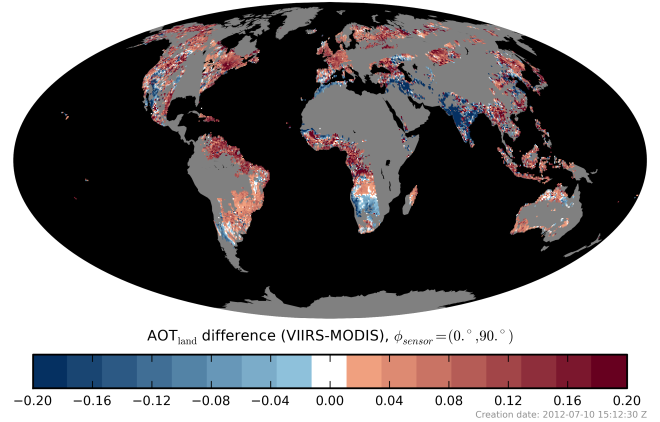 AOT_land difference (VIIRS-MODIS), ϕ_sensor=(0.°,90.°)
−0.20 −0.16 −0.12 −0.08 −0.04 0.00 0.04 0.08 0.12 0.16 0.20
Creation date: 2012-07-10 15:12:30 Z